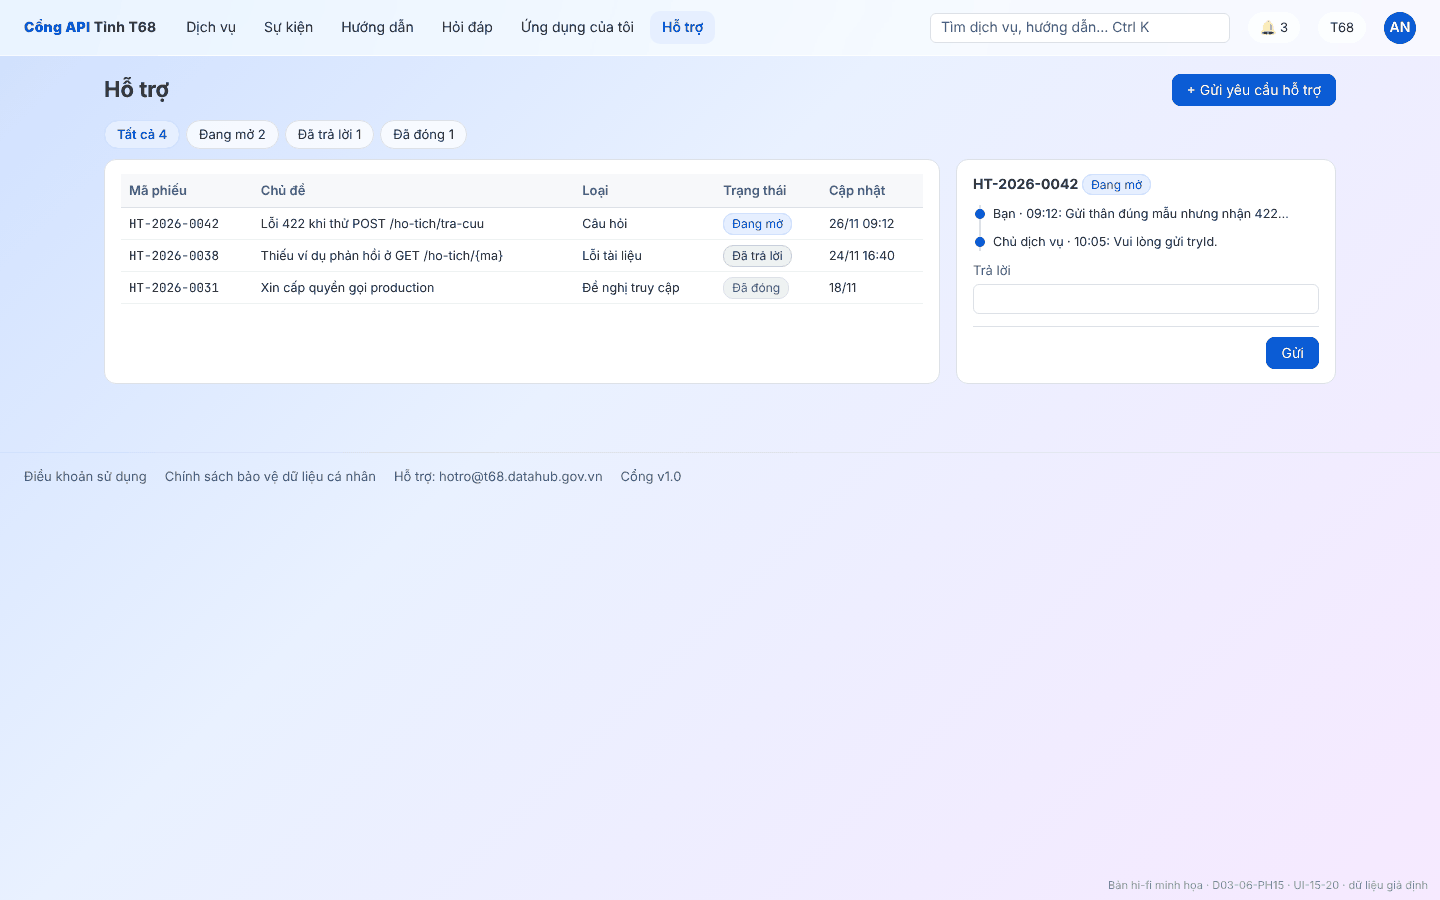 Cổng API Tỉnh T68 Dịch vụ Sự kiện Hướng dẫn Hỏi đáp Ứng dụng của tôi Hỗ trợ Tìm dịch vụ, hướng dẫn... Ctrl K 🔔 3 T68 AN
Hỗ trợ + Gửi yêu cầu hỗ trợ
Tất cả 4 Đang mở 2 Đã trả lời 1 Đã đóng 1
Mã phiếu Chủ đề Loại Trạng thái Cập nhật
HT-2026-0042 Lỗi 422 khi thử POST /ho-tich/tra-cuu Câu hỏi Đang mở 26/11 09:12
HT-2026-0038 Thiếu ví dụ phản hồi ở GET /ho-tich/{ma} Lỗi tài liệu Đã trả lời 24/11 16:40
HT-2026-0031 Xin cấp quyền gọi production Đề nghị truy cập Đã đóng 18/11
HT-2026-0042 Đang mở
Bạn · 09:12: Gửi thân đúng mẫu nhưng nhận 422...
Chủ dịch vụ · 10:05: Vui lòng gửi tryId.
Trả lời
Gửi
Điều khoản sử dụng Chính sách bảo vệ dữ liệu cá nhân Hỗ trợ: hotro@t68.datahub.gov.vn Cổng v1.0
Bản hi-fi minh họa · D03-06-PH15 · UI-15-20 · dữ liệu giả định